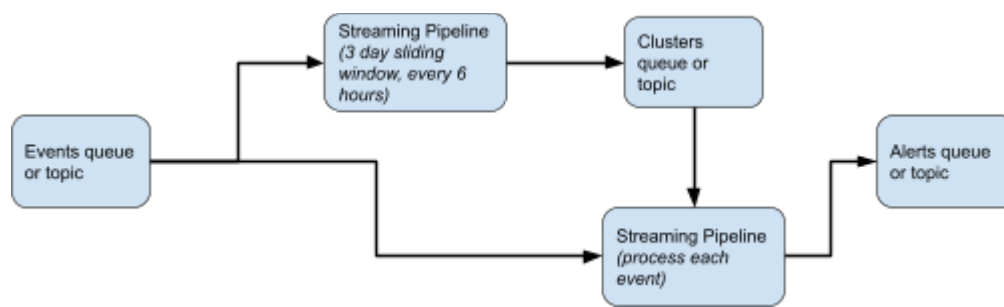 Streaming Pipeline
(3 day sliding
window, every 6
hours)
Clusters
queue or
topic
Events queue
or topic
Alerts queue
or topic
Streaming Pipeline
(process each
event)